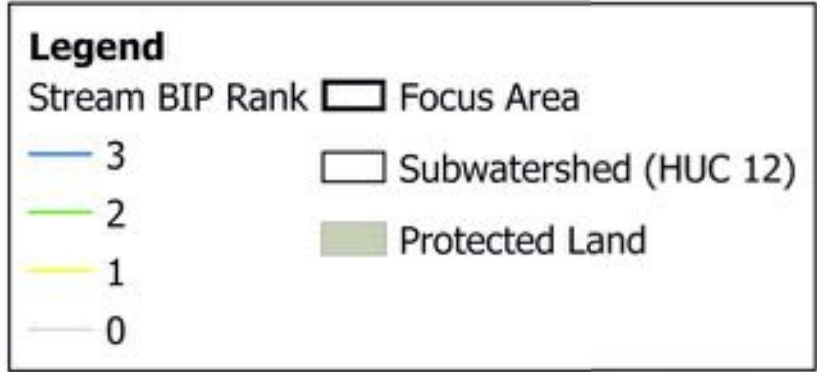 Legend
Stream BIP Rank
3
2
1
0
Focus Area
Subwatershed (HUC 12)
Protected Land